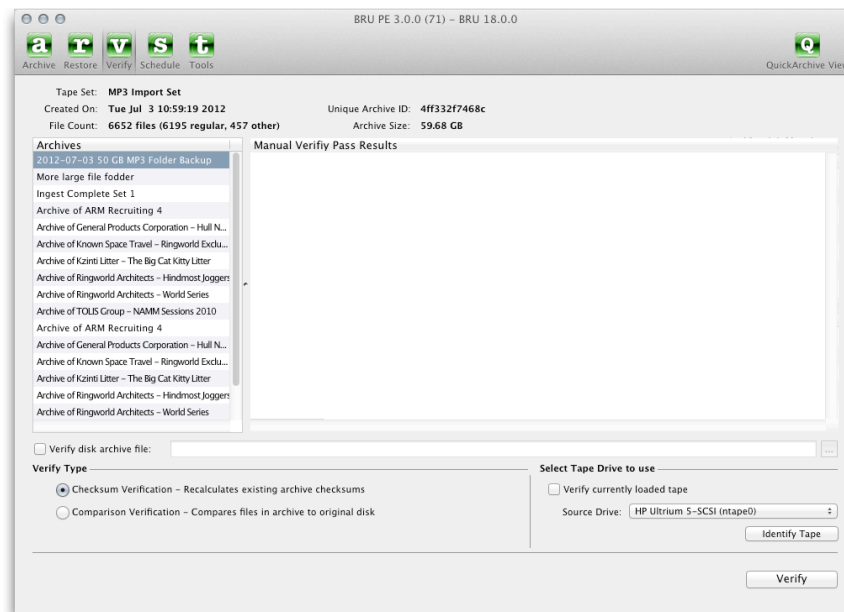 BRU PE 3.0.0 (71) – BRU 18.0.0
a r v s t Q
Archive Restore Verify Schedule Tools QuickArchive View
Tape Set: MP3 Import Set
Created On: Tue Jul 3 10:59:19 2012 Unique Archive ID: 4ff332f7468c
File Count: 6652 files (6195 regular, 457 other) Archive Size: 59.68 GB
Archives
2012-07-03 50 GB MP3 Folder Backup
More large file fodder
Ingest Complete Set 1
Archive of ARM Recruiting 4
Archive of General Products Corporation – Hull N...
Archive of Known Space Travel – Ringworld Exclu...
Archive of Kzinti Litter – The Big Cat Kitty Litter
Archive of Ringworld Architects – Hindmost Joggers
Archive of Ringworld Architects – World Series
Archive of TOLIS Group – NAMM Sessions 2010
Archive of ARM Recruiting 4
Archive of General Products Corporation – Hull N...
Archive of Known Space Travel – Ringworld Exclu...
Archive of Kzinti Litter – The Big Cat Kitty Litter
Archive of Ringworld Architects – Hindmost Joggers
Archive of Ringworld Architects – World Series
Manual Verifiy Pass Results
Verify disk archive file: ...
Verify Type
Checksum Verification – Recalculates existing archive checksums
Comparison Verification – Compares files in archive to original disk
Select Tape Drive to use
Verify currently loaded tape
Source Drive: HP Ultrium 5-SCSI (ntape0)
Identify Tape
Verify